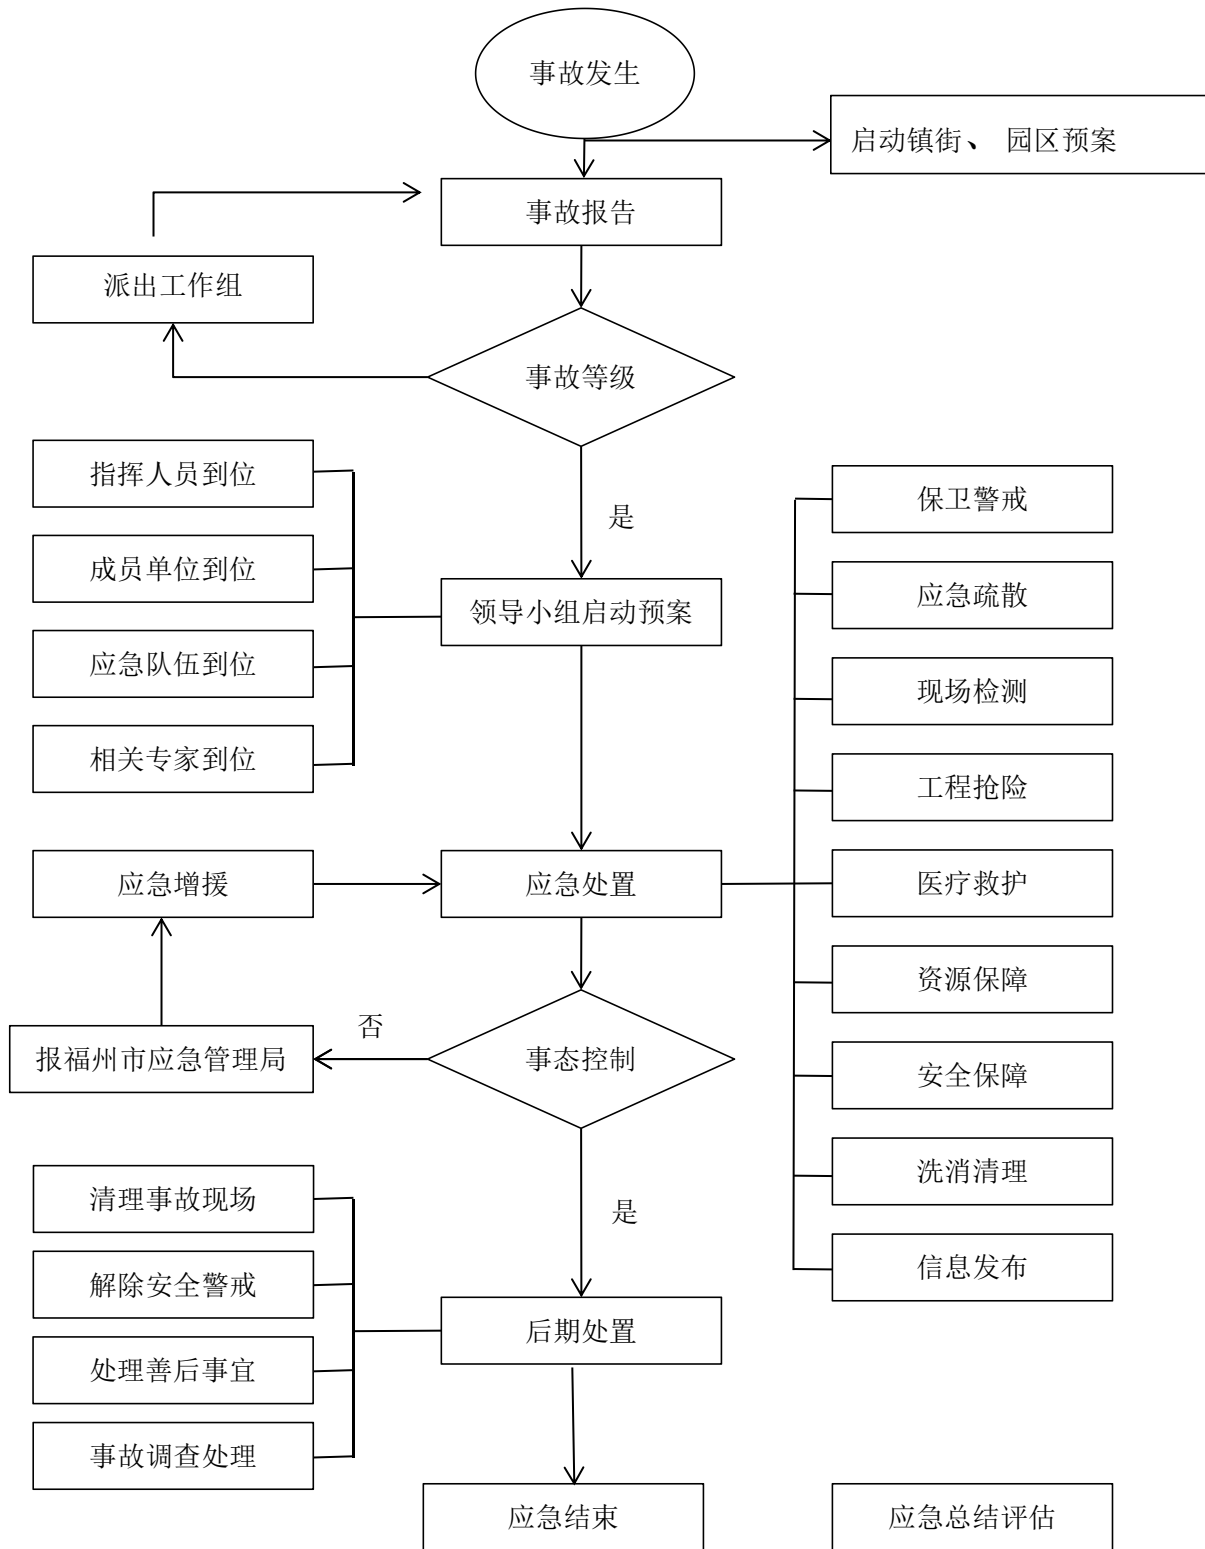 事故发生
启动镇街、 园区预案
事故报告
派出工作组
事故等级
指挥人员到位
保卫警戒
是
成员单位到位
应急疏散
领导小组启动预案
应急队伍到位
现场检测
相关专家到位
工程抢险
应急增援
应急处置
医疗救护
资源保障
否
报福州市应急管理局
事态控制
安全保障
清理事故现场
洗消清理
是
解除安全警戒
信息发布
后期处置
处理善后事宜
事故调查处理
应急结束
应急总结评估